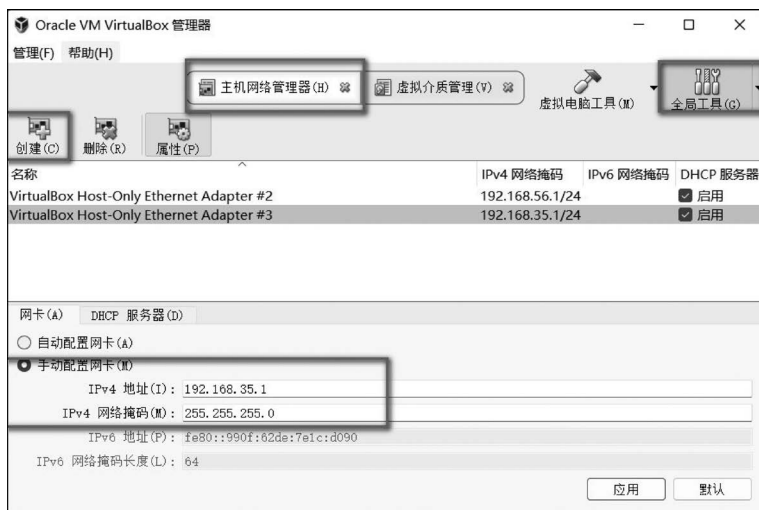 Oracle VM VirtualBox 管理器
管理(F) 帮助(H)
主机网络管理器(H) 虚拟介质管理(V) 虚拟电脑工具(M) 全局工具(G)
创建(C) 删除(R) 属性(P)
名称 IPv4 网络掩码 IPv6 网络掩码 DHCP 服务器
VirtualBox Host-Only Ethernet Adapter #2 192.168.56.1/24 启用
VirtualBox Host-Only Ethernet Adapter #3 192.168.35.1/24 启用
网卡(A) DHCP 服务器(D)
自动配置网卡(A)
手动配置网卡(M)
IPv4 地址(I): 192.168.35.1
IPv4 网络掩码(M): 255.255.255.0
IPv6 地址(P): fe80::990f:62de:7e1c:d090
IPv6 网络掩码长度(L): 64
应用 默认